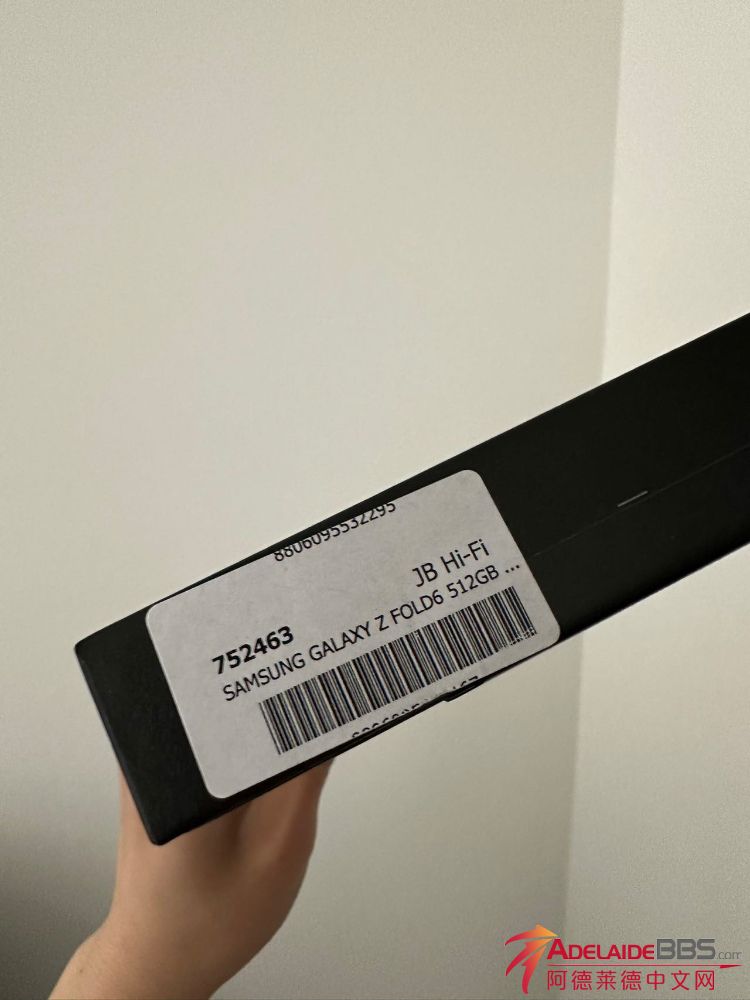 8806095532295
JB Hi-Fi
752463
SAMSUNG GALAXY Z FOLD6 512GB ...
ADELAIDEBBS.com
阿德莱德中文网